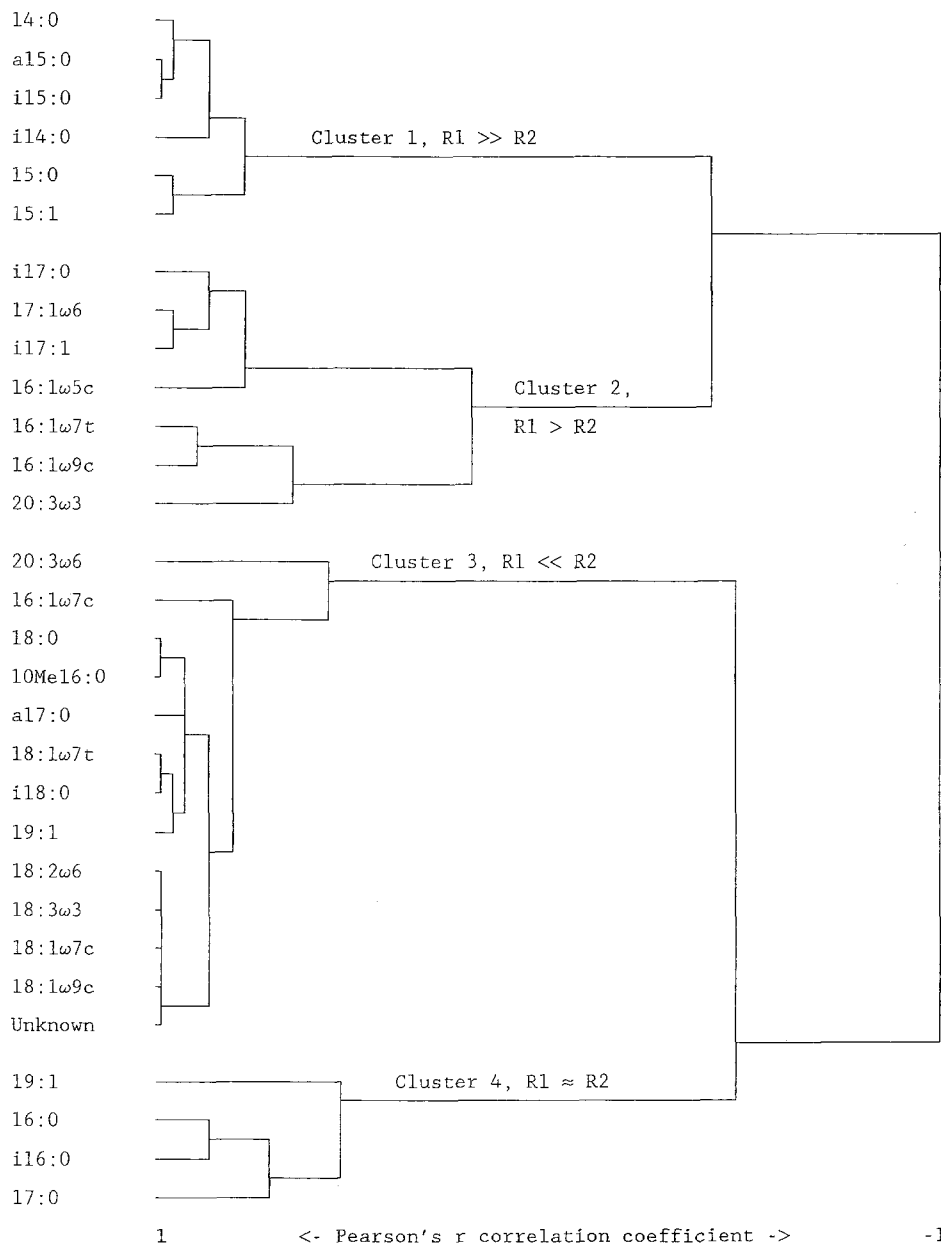 14:0
a15:0
i15:0
i14:0
Cluster 1, R1 >> R2
15:0
15:1
i17:0
17:1ω6
i17:1
16:1ω5c
Cluster 2,
16:1ω7t
R1 > R2
16:1ω9c
20:3ω3
20:3ω6
Cluster 3, R1 << R2
16:1ω7c
18:0
10Me16:0
a17:0
18:1ω7t
i18:0
19:1
18:2ω6
18:3ω3
18:1ω7c
18:1ω9c
Unknown
19:1
Cluster 4, R1 ≈ R2
16:0
i16:0
17:0
1 <- Pearson's r correlation coefficient -> -1